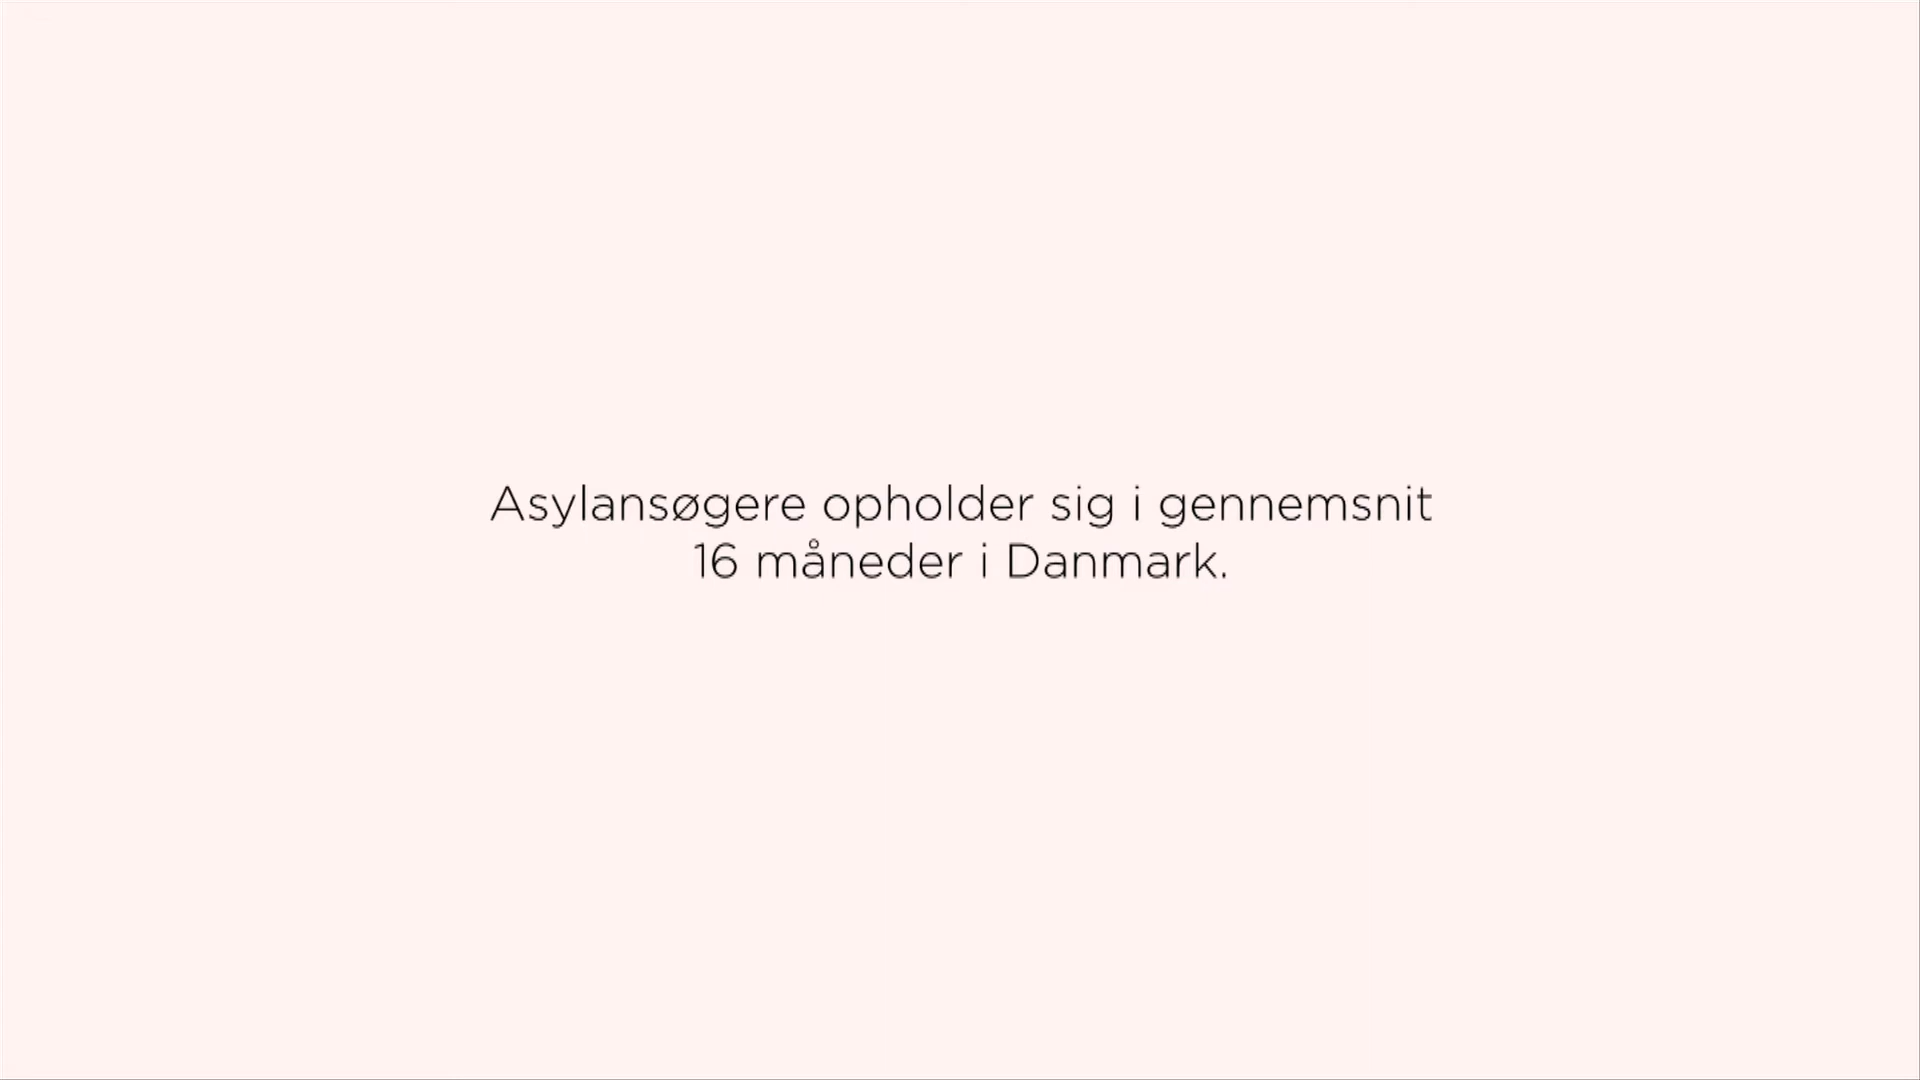 Asylansøgere opholder sig i gennemsnit
16 måneder i Danmark.